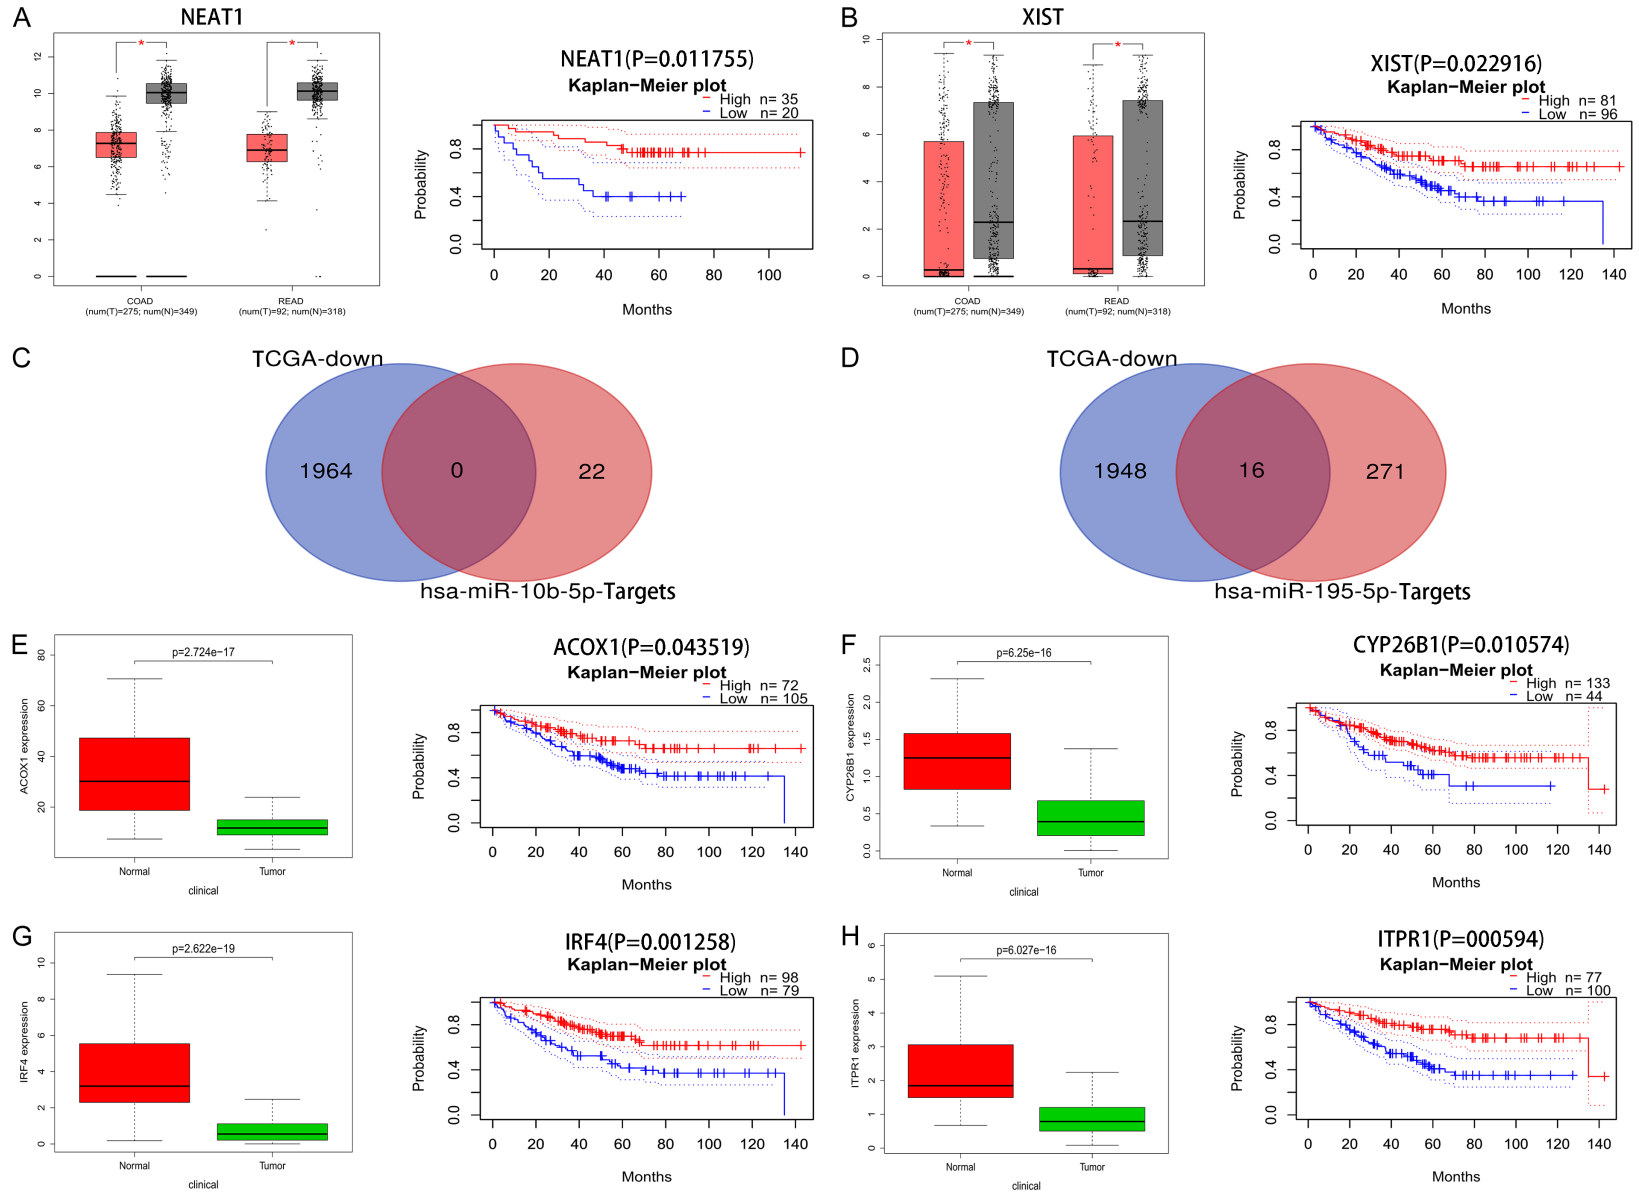 A
NEAT1
12
10
8
6
4
2
0
COAD
(num(T)=275; num(N)=349)
READ
(num(T)=92; num(N)=318)
*
*
NEAT1(P=0.011755)
Kaplan−Meier plot
High n= 35
Low n= 20
Probability
0.8
0.4
0.0
0 20 40 60 80 100
Months
B
XIST
10
8
6
4
2
0
COAD
(num(T)=275; num(N)=349)
READ
(num(T)=92; num(N)=318)
*
*
XIST(P=0.022916)
Kaplan−Meier plot
High n= 81
Low n= 96
Probability
0.8
0.4
0.0
0 20 40 60 80 100 120 140
Months
C
TCGA-down
1964 0 22
hsa-miR-10b-5p-Targets
D
TCGA-down
1948 16 271
hsa-miR-195-5p-Targets
E
p=2.724e−17
ACOX1 expression
80
60
40
20
Normal Tumor
clinical
ACOX1(P=0.043519)
Kaplan−Meier plot
High n= 72
Low n= 105
Probability
0.8
0.4
0.0
0 20 40 60 80 100 120 140
Months
F
p=6.25e−16
CYP26B1 expression
2.5
2.0
1.5
1.0
0.5
0.0
Normal Tumor
clinical
CYP26B1(P=0.010574)
Kaplan−Meier plot
High n= 133
Low n= 44
Probability
0.8
0.4
0.0
0 20 40 60 80 100 120 140
Months
G
p=2.622e−19
IRF4 expression
10
8
6
4
2
0
Normal Tumor
clinical
IRF4(P=0.001258)
Kaplan−Meier plot
High n= 98
Low n= 79
Probability
0.8
0.4
0.0
0 20 40 60 80 100 120 140
Months
H
p=6.027e−16
ITPR1 expression
6
5
4
3
2
1
0
Normal Tumor
clinical
ITPR1(P=000594)
Kaplan−Meier plot
High n= 77
Low n= 100
Probability
0.8
0.4
0.0
0 20 40 60 80 100 120 140
Months